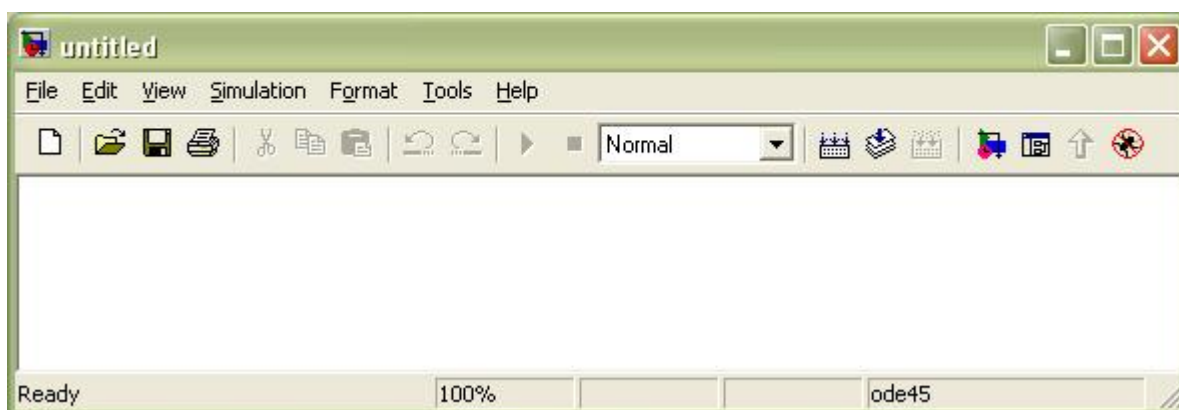 untitled
File Edit View Simulation Format Tools Help
Normal
Ready 100% ode45